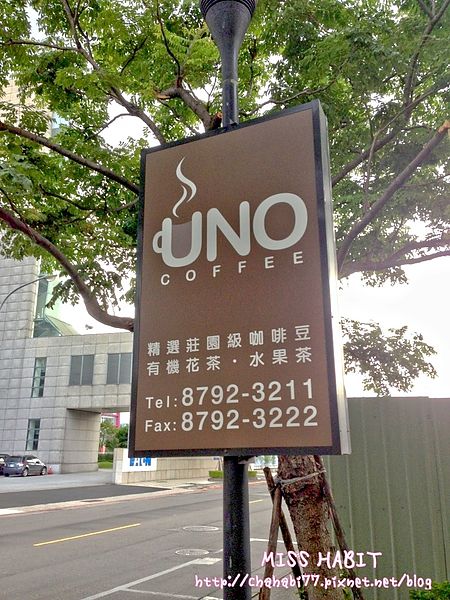 UNO
COFFEE
精選莊園級咖啡豆
有機花茶・水果茶
Tel:8792-3211
Fax:8792-3222
MISS HABIT
http://chahabi77.pixnet.net/blog